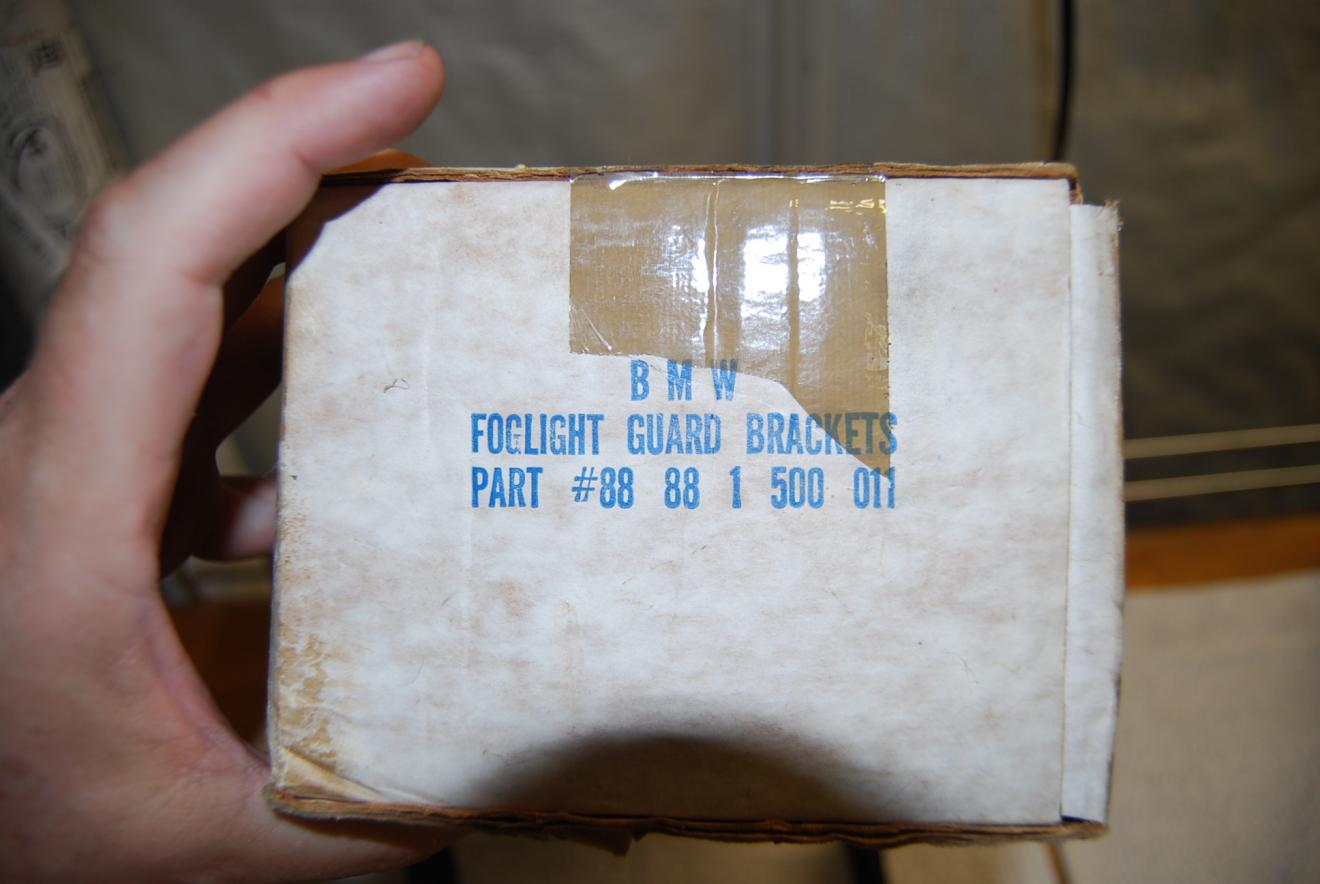 B M W
FOGLIGHT GUARD BRACKETS
PART #88 88 1 500 011